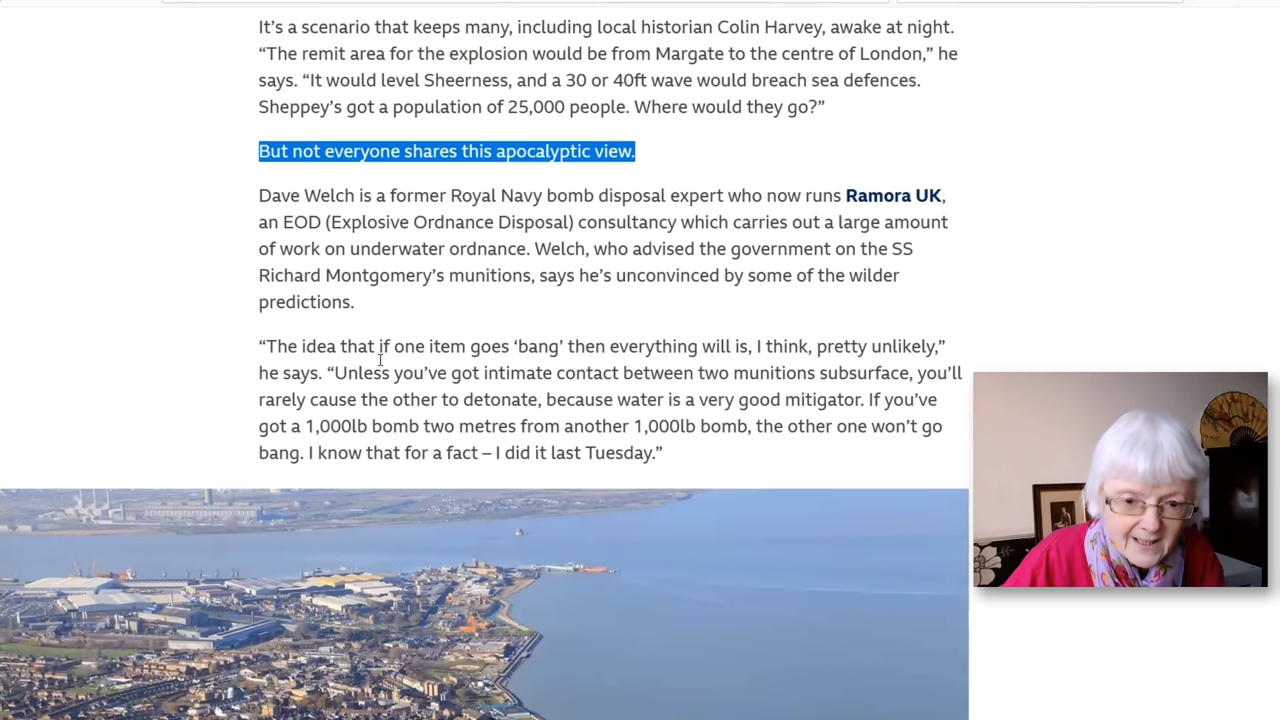 It’s a scenario that keeps many, including local historian Colin Harvey, awake at night.
“The remit area for the explosion would be from Margate to the centre of London,” he
says. “It would level Sheerness, and a 30 or 40ft wave would breach sea defences.
Sheppey’s got a population of 25,000 people. Where would they go?”
But not everyone shares this apocalyptic view.
Dave Welch is a former Royal Navy bomb disposal expert who now runs Ramora UK,
an EOD (Explosive Ordnance Disposal) consultancy which carries out a large amount
of work on underwater ordnance. Welch, who advised the government on the SS
Richard Montgomery’s munitions, says he’s unconvinced by some of the wilder
predictions.
“The idea that if one item goes ‘bang’ then everything will is, I think, pretty unlikely,”
he says. “Unless you’ve got intimate contact between two munitions subsurface, you’ll
rarely cause the other to detonate, because water is a very good mitigator. If you’ve
got a 1,000lb bomb two metres from another 1,000lb bomb, the other one won’t go
bang. I know that for a fact – I did it last Tuesday.”